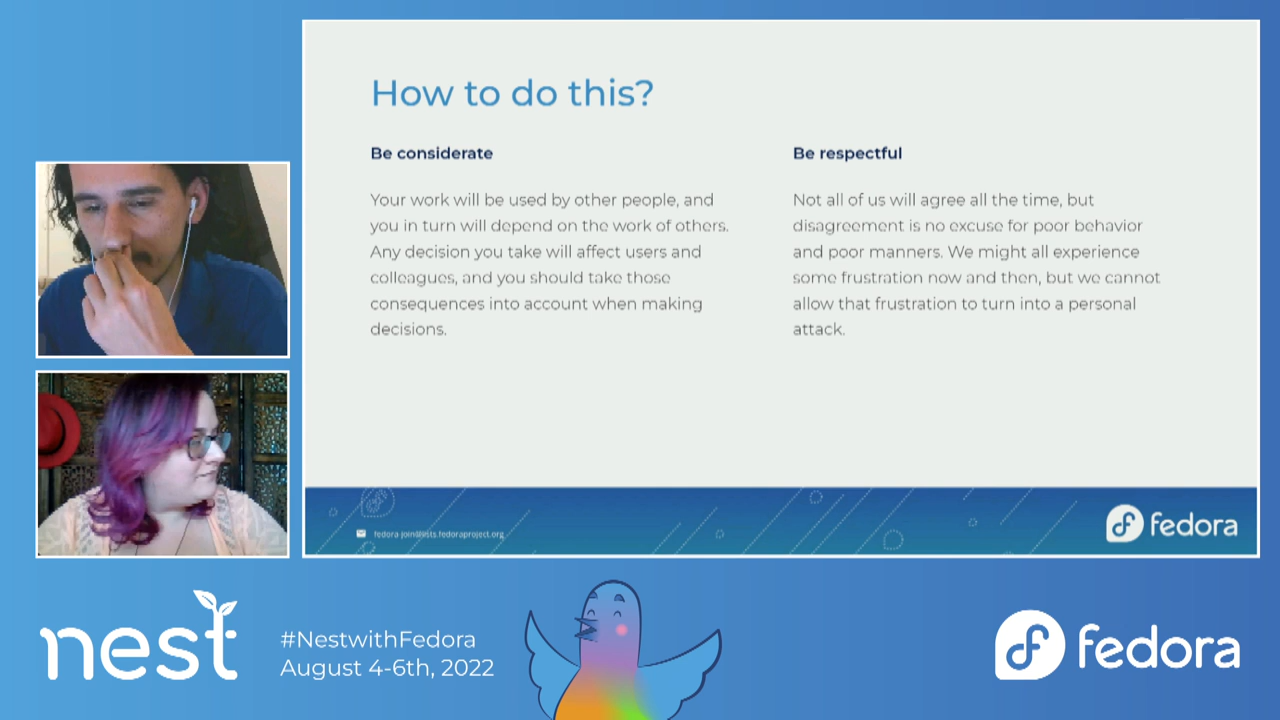 How to do this?
Be considerate
Your work will be used by other people, and
you in turn will depend on the work of others.
Any decision you take will affect users and
colleagues, and you should take those
consequences into account when making
decisions.
Be respectful
Not all of us will agree all the time, but
disagreement is no excuse for poor behavior
and poor manners. We might all experience
some frustration now and then, but we cannot
allow that frustration to turn into a personal
attack.
fedora-join@lists.fedoraproject.org
fedora
nest
#NestwithFedora
August 4-6th, 2022
fedora